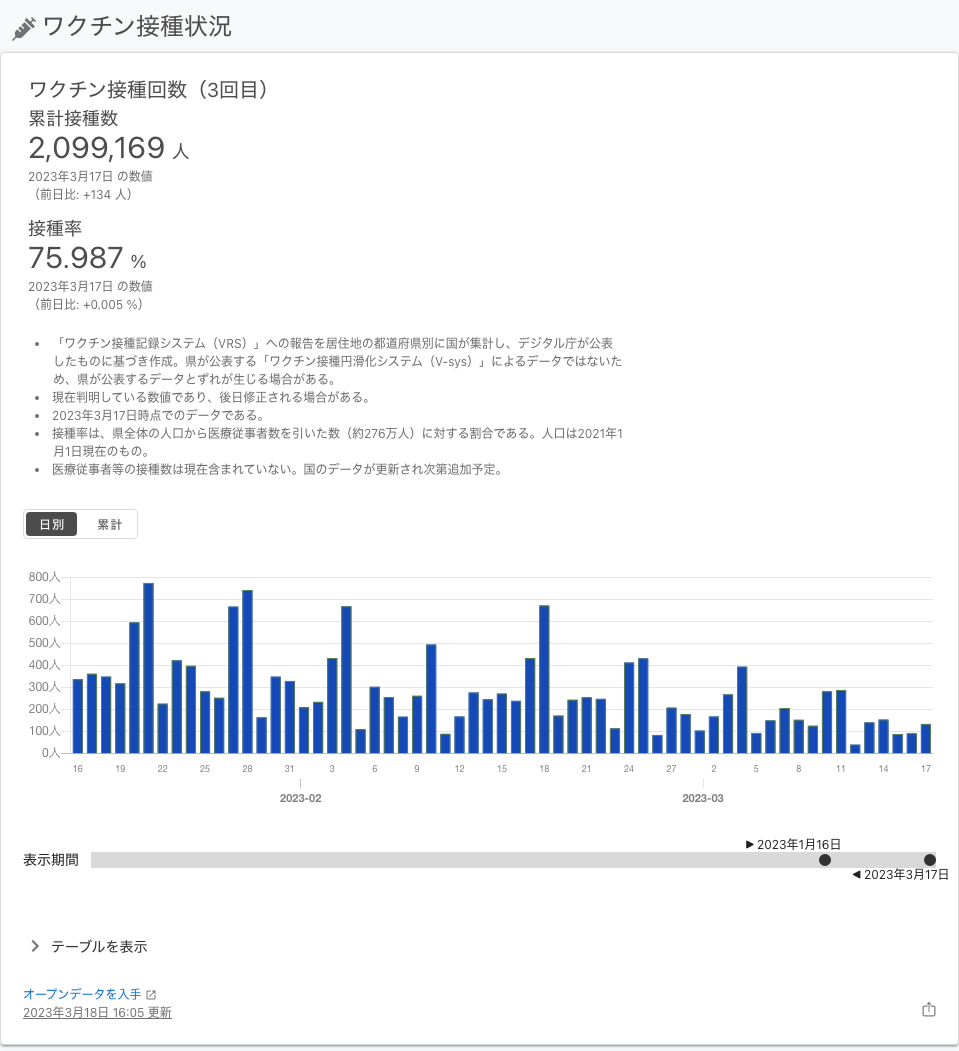 ワクチン接種状況
ワクチン接種回数（3回目）
累計接種数
2,099,169 人
2023年3月17日 の数値
（前日比: +134 人）
接種率
75.987 %
2023年3月17日 の数値
（前日比: +0.005 %）
• 「ワクチン接種記録システム（VRS）」への報告を居住地の都道府県別に国が集計し、デジタル庁が公表
したものに基づき作成。県が公表する「ワクチン接種円滑化システム（V-sys）」によるデータではないた
め、県が公表するデータとずれが生じる場合がある。
• 現在判明している数値であり、後日修正される場合がある。
• 2023年3月17日時点でのデータである。
• 接種率は、県全体の人口から医療従事者数を引いた数（約276万人）に対する割合である。人口は2021年1
月1日現在のもの。
• 医療従事者等の接種数は現在含まれていない。国のデータが更新され次第追加予定。
日別 累計
800人
700人
600人
500人
400人
300人
200人
100人
0人
16 19 22 25 28 31 3 6 9 12 15 18 21 24 27 2 5 8 11 14 17
2023-02 2023-03
▶ 2023年1月16日
表示期間
◀ 2023年3月17日
テーブルを表示
オープンデータを入手
2023年3月18日 16:05 更新